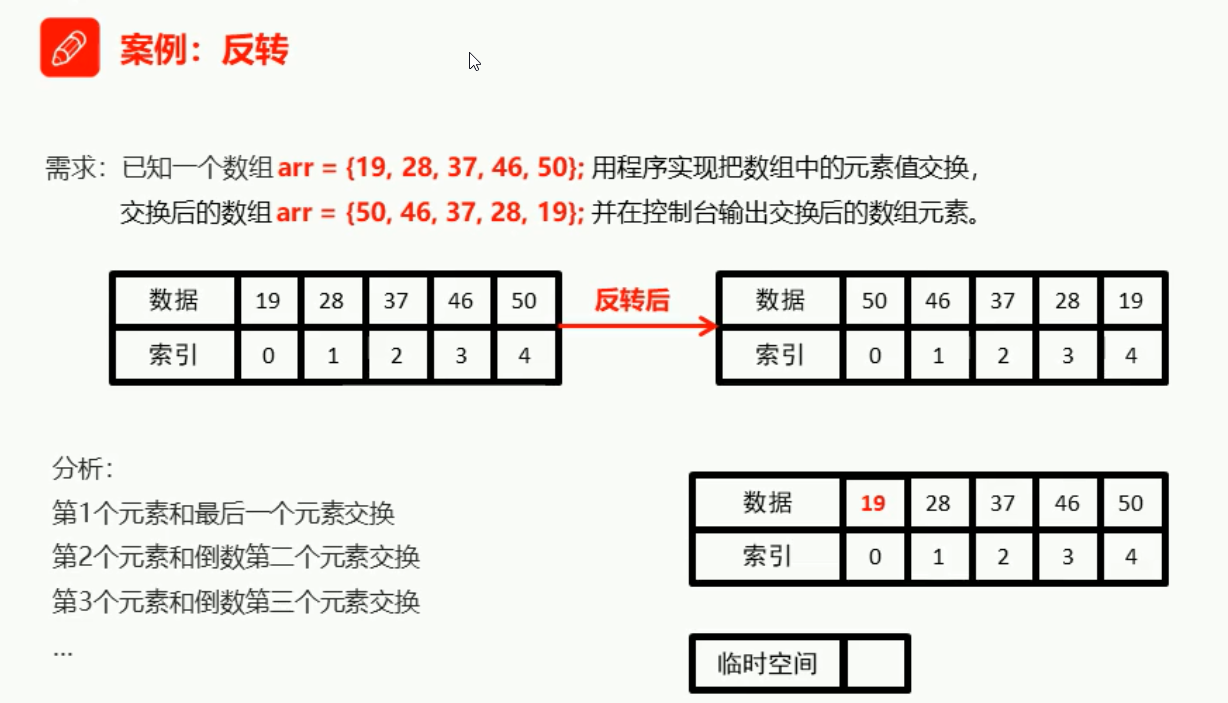 案例：反转
需求：已知一个数组arr = {19, 28, 37, 46, 50}; 用程序实现把数组中的元素值交换，
交换后的数组arr = {50, 46, 37, 28, 19}; 并在控制台输出交换后的数组元素。
数据 19 28 37 46 50
索引 0 1 2 3 4
反转后
数据 50 46 37 28 19
索引 0 1 2 3 4
分析：
第1个元素和最后一个元素交换
第2个元素和倒数第二个元素交换
第3个元素和倒数第三个元素交换
...
数据 19 28 37 46 50
索引 0 1 2 3 4
临时空间